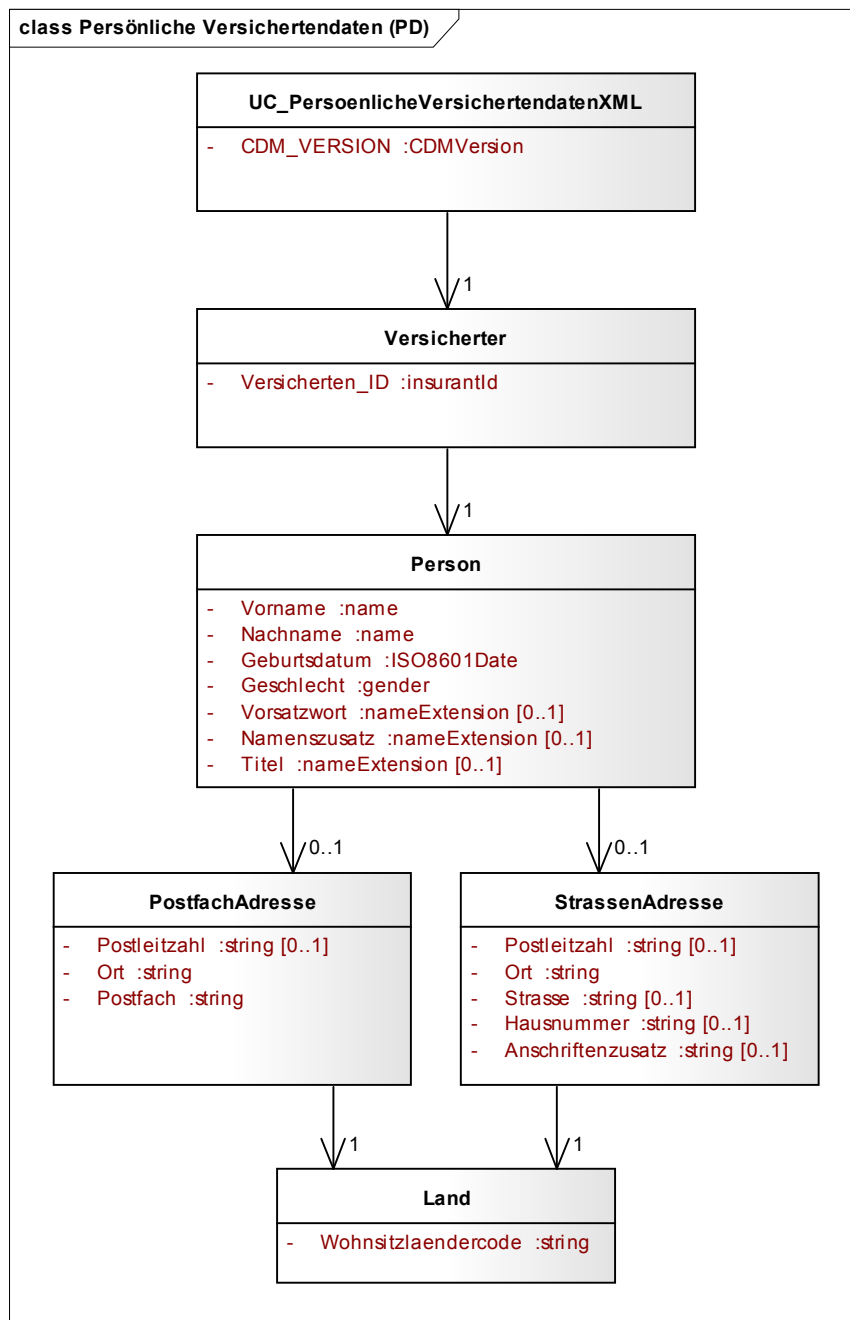 class Persönliche Versichertendaten (PD)
UC_PersoenlicheVersichertendatenXML
- CDM_VERSION :CDMVersion
1
Versicherter
- Versicherten_ID :insurantId
1
Person
- Vorname :name
- Nachname :name
- Geburtsdatum :ISO8601Date
- Geschlecht :gender
- Vorsatzwort :nameExtension [0..1]
- Namenszusatz :nameExtension [0..1]
- Titel :nameExtension [0..1]
0..1
0..1
PostfachAdresse
- Postleitzahl :string [0..1]
- Ort :string
- Postfach :string
StrassenAdresse
- Postleitzahl :string [0..1]
- Ort :string
- Strasse :string [0..1]
- Hausnummer :string [0..1]
- Anschriftenzusatz :string [0..1]
1
1
Land
- Wohnsitzlaendercode :string